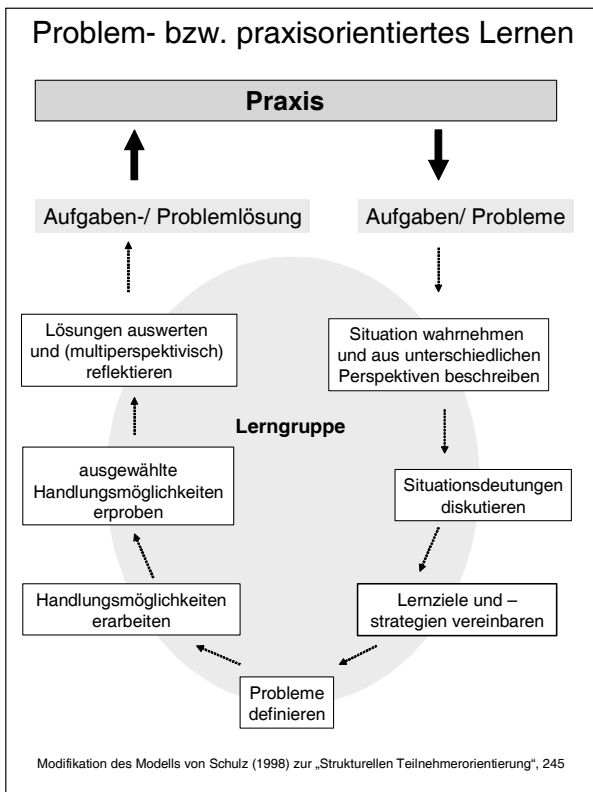 Problem- bzw. praxisorientiertes Lernen
Praxis
Aufgaben-/ Problemlösung
Aufgaben/ Probleme
Lösungen auswerten
und (multiperspektivisch)
reflektieren
Situation wahrnehmen
und aus unterschiedlichen
Perspektiven beschreiben
Lerngruppe
ausgewählte
Handlungsmöglichkeiten
erproben
Situationsdeutungen
diskutieren
Handlungsmöglichkeiten
erarbeiten
Lernziele und –
strategien vereinbaren
Probleme
definieren
Modifikation des Modells von Schulz (1998) zur „Strukturellen Teilnehmerorientierung“, 245